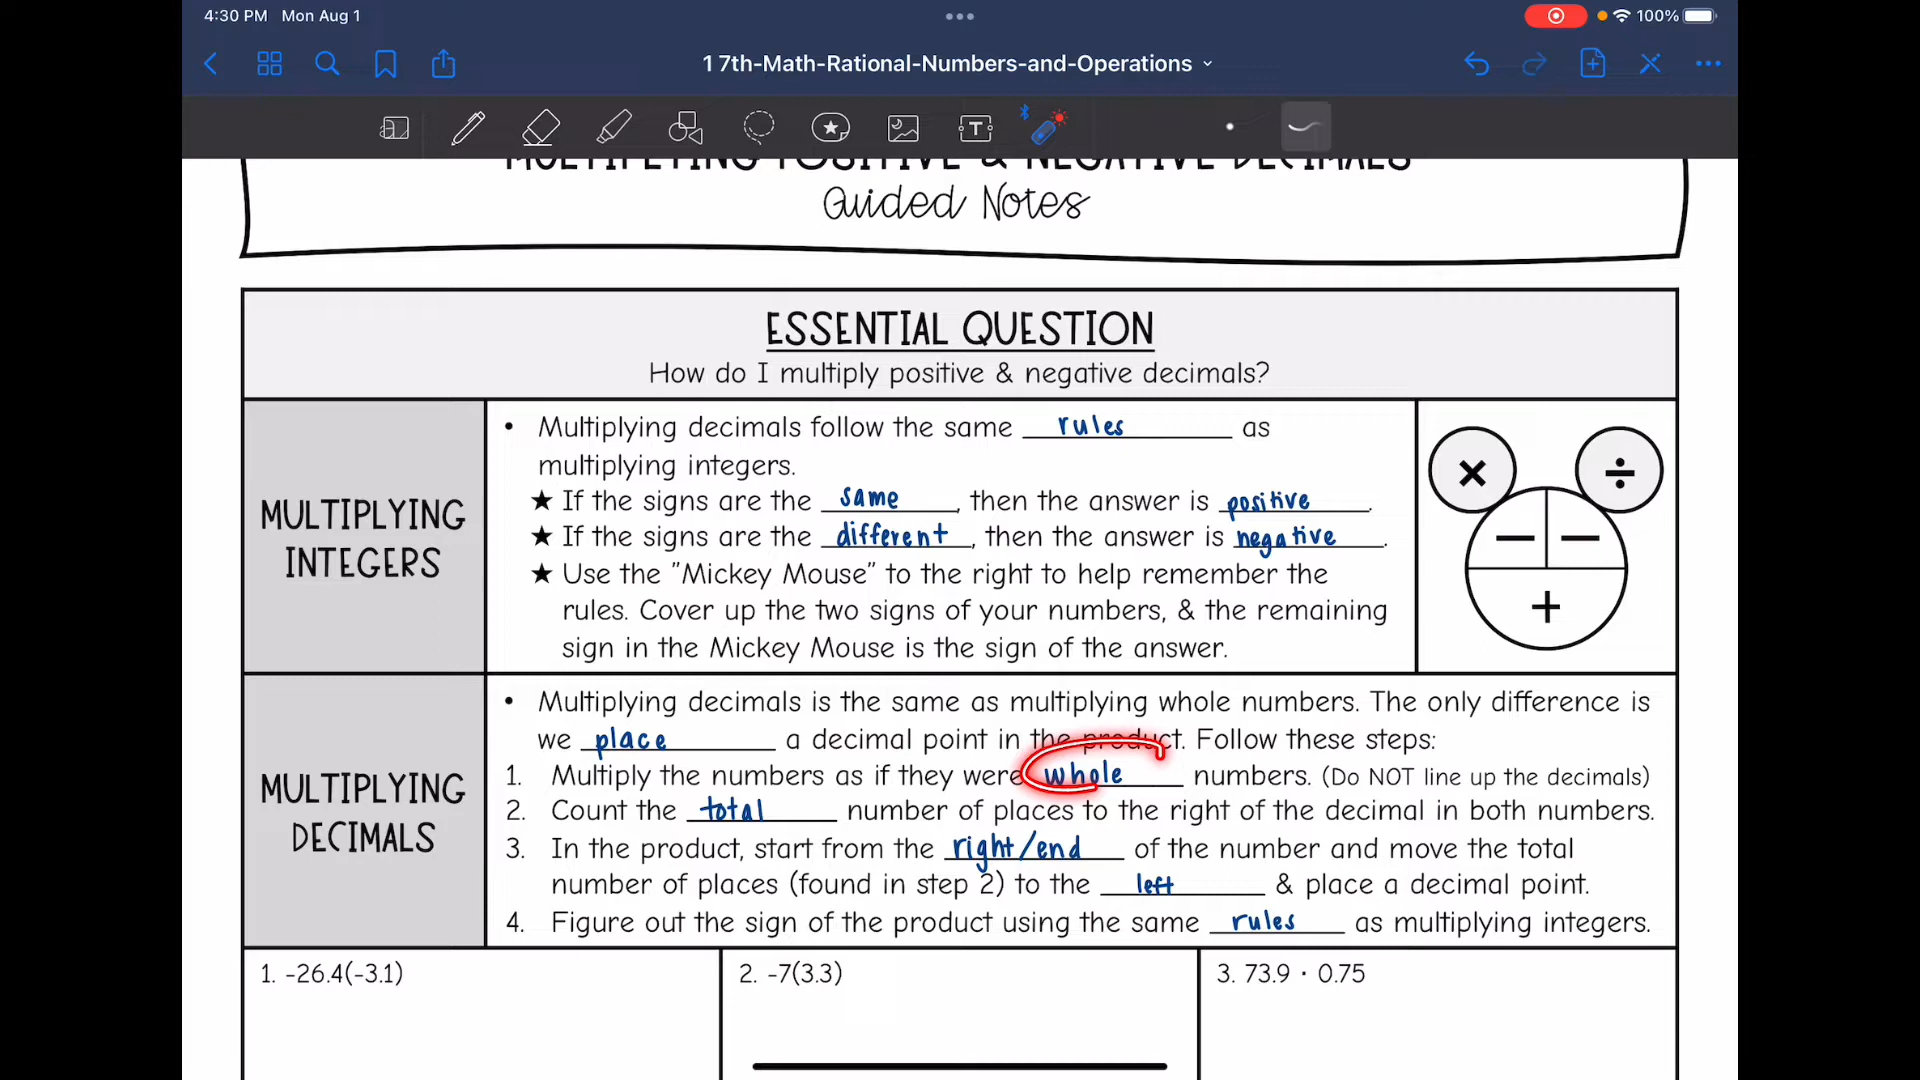 4:30 PM Mon Aug 1
100%
1 7th-Math-Rational-Numbers-and-Operations
T
MULTIPLYING POSITIVE & NEGATIVE DECIMALS
Guided Notes
ESSENTIAL QUESTION
How do I multiply positive & negative decimals?
MULTIPLYING
INTEGERS
• Multiplying decimals follow the same rules as
multiplying integers.
★ If the signs are the same, then the answer is positive.
★ If the signs are the different, then the answer is negative.
★ Use the "Mickey Mouse" to the right to help remember the
rules. Cover up the two signs of your numbers, & the remaining
sign in the Mickey Mouse is the sign of the answer.
× ÷
− −
+
MULTIPLYING
DECIMALS
• Multiplying decimals is the same as multiplying whole numbers. The only difference is
we place a decimal point in the product. Follow these steps:
1. Multiply the numbers as if they were whole numbers. (Do NOT line up the decimals)
2. Count the total number of places to the right of the decimal in both numbers.
3. In the product, start from the right/end of the number and move the total
number of places (found in step 2) to the left & place a decimal point.
4. Figure out the sign of the product using the same rules as multiplying integers.
1. -26.4(-3.1)
2. -7(3.3)
3. 73.9 · 0.75